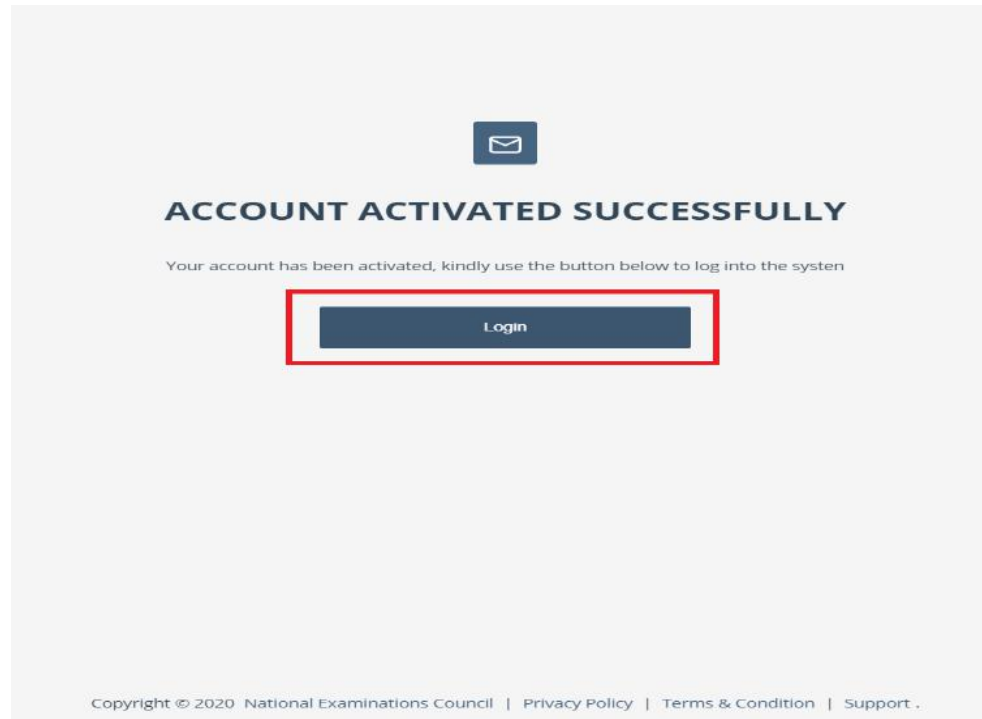 ACCOUNT ACTIVATED SUCCESSFULLY
Your account has been activated, kindly use the button below to log into the systen
Login
Copyright © 2020 National Examinations Council | Privacy Policy | Terms & Condition | Support .